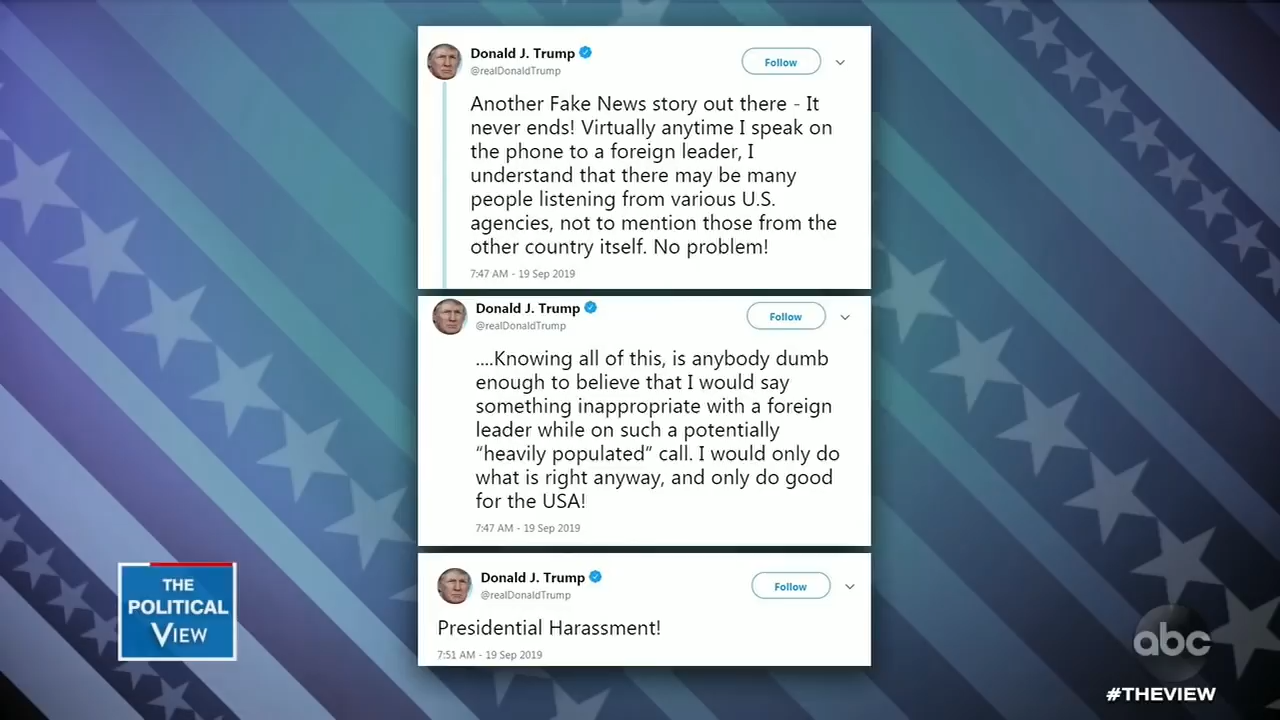 Donald J. Trump
@realDonaldTrump
Follow
Another Fake News story out there - It
never ends! Virtually anytime I speak on
the phone to a foreign leader, I
understand that there may be many
people listening from various U.S.
agencies, not to mention those from the
other country itself. No problem!
7:47 AM - 19 Sep 2019
Donald J. Trump
@realDonaldTrump
Follow
....Knowing all of this, is anybody dumb
enough to believe that I would say
something inappropriate with a foreign
leader while on such a potentially
“heavily populated” call. I would only do
what is right anyway, and only do good
for the USA!
7:47 AM - 19 Sep 2019
Donald J. Trump
@realDonaldTrump
Follow
Presidential Harassment!
7:51 AM - 19 Sep 2019
THE
POLITICAL
VIEW
abc
#THEVIEW